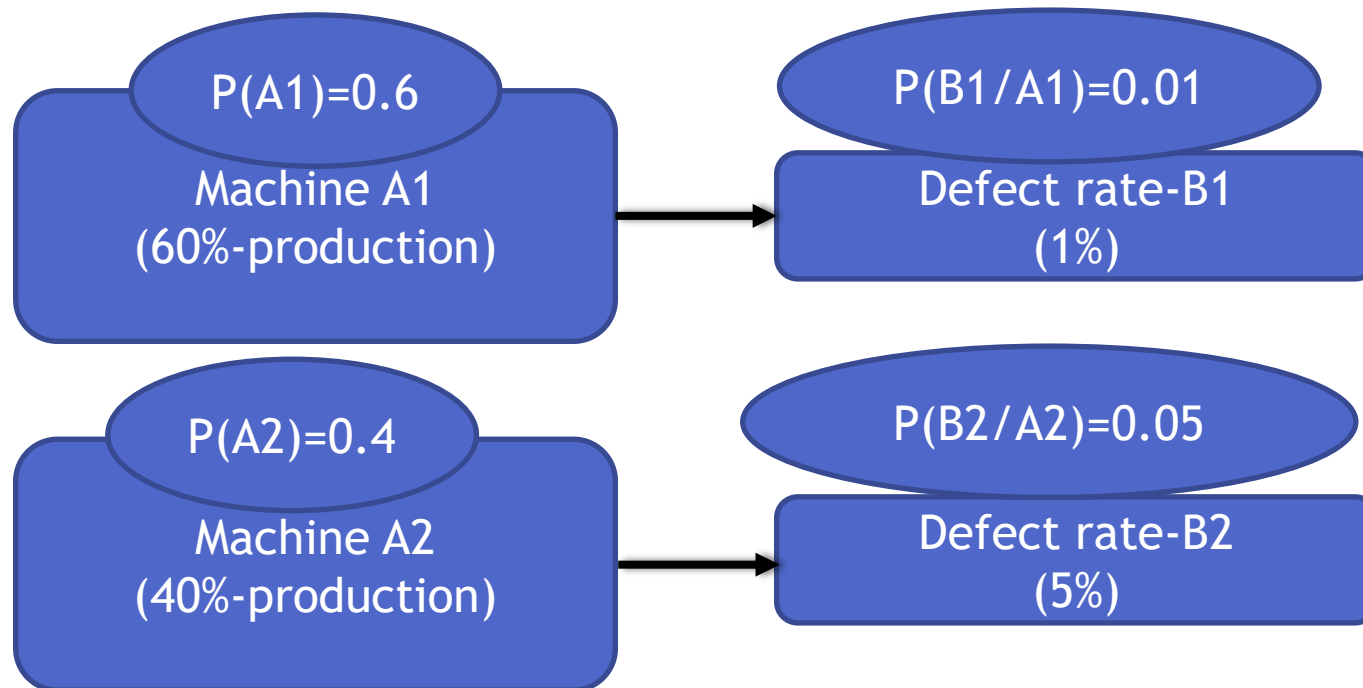 P(A1)=0.6
Machine A1
(60%-production)
P(B1/A1)=0.01
Defect rate-B1
(1%)
P(A2)=0.4
Machine A2
(40%-production)
P(B2/A2)=0.05
Defect rate-B2
(5%)